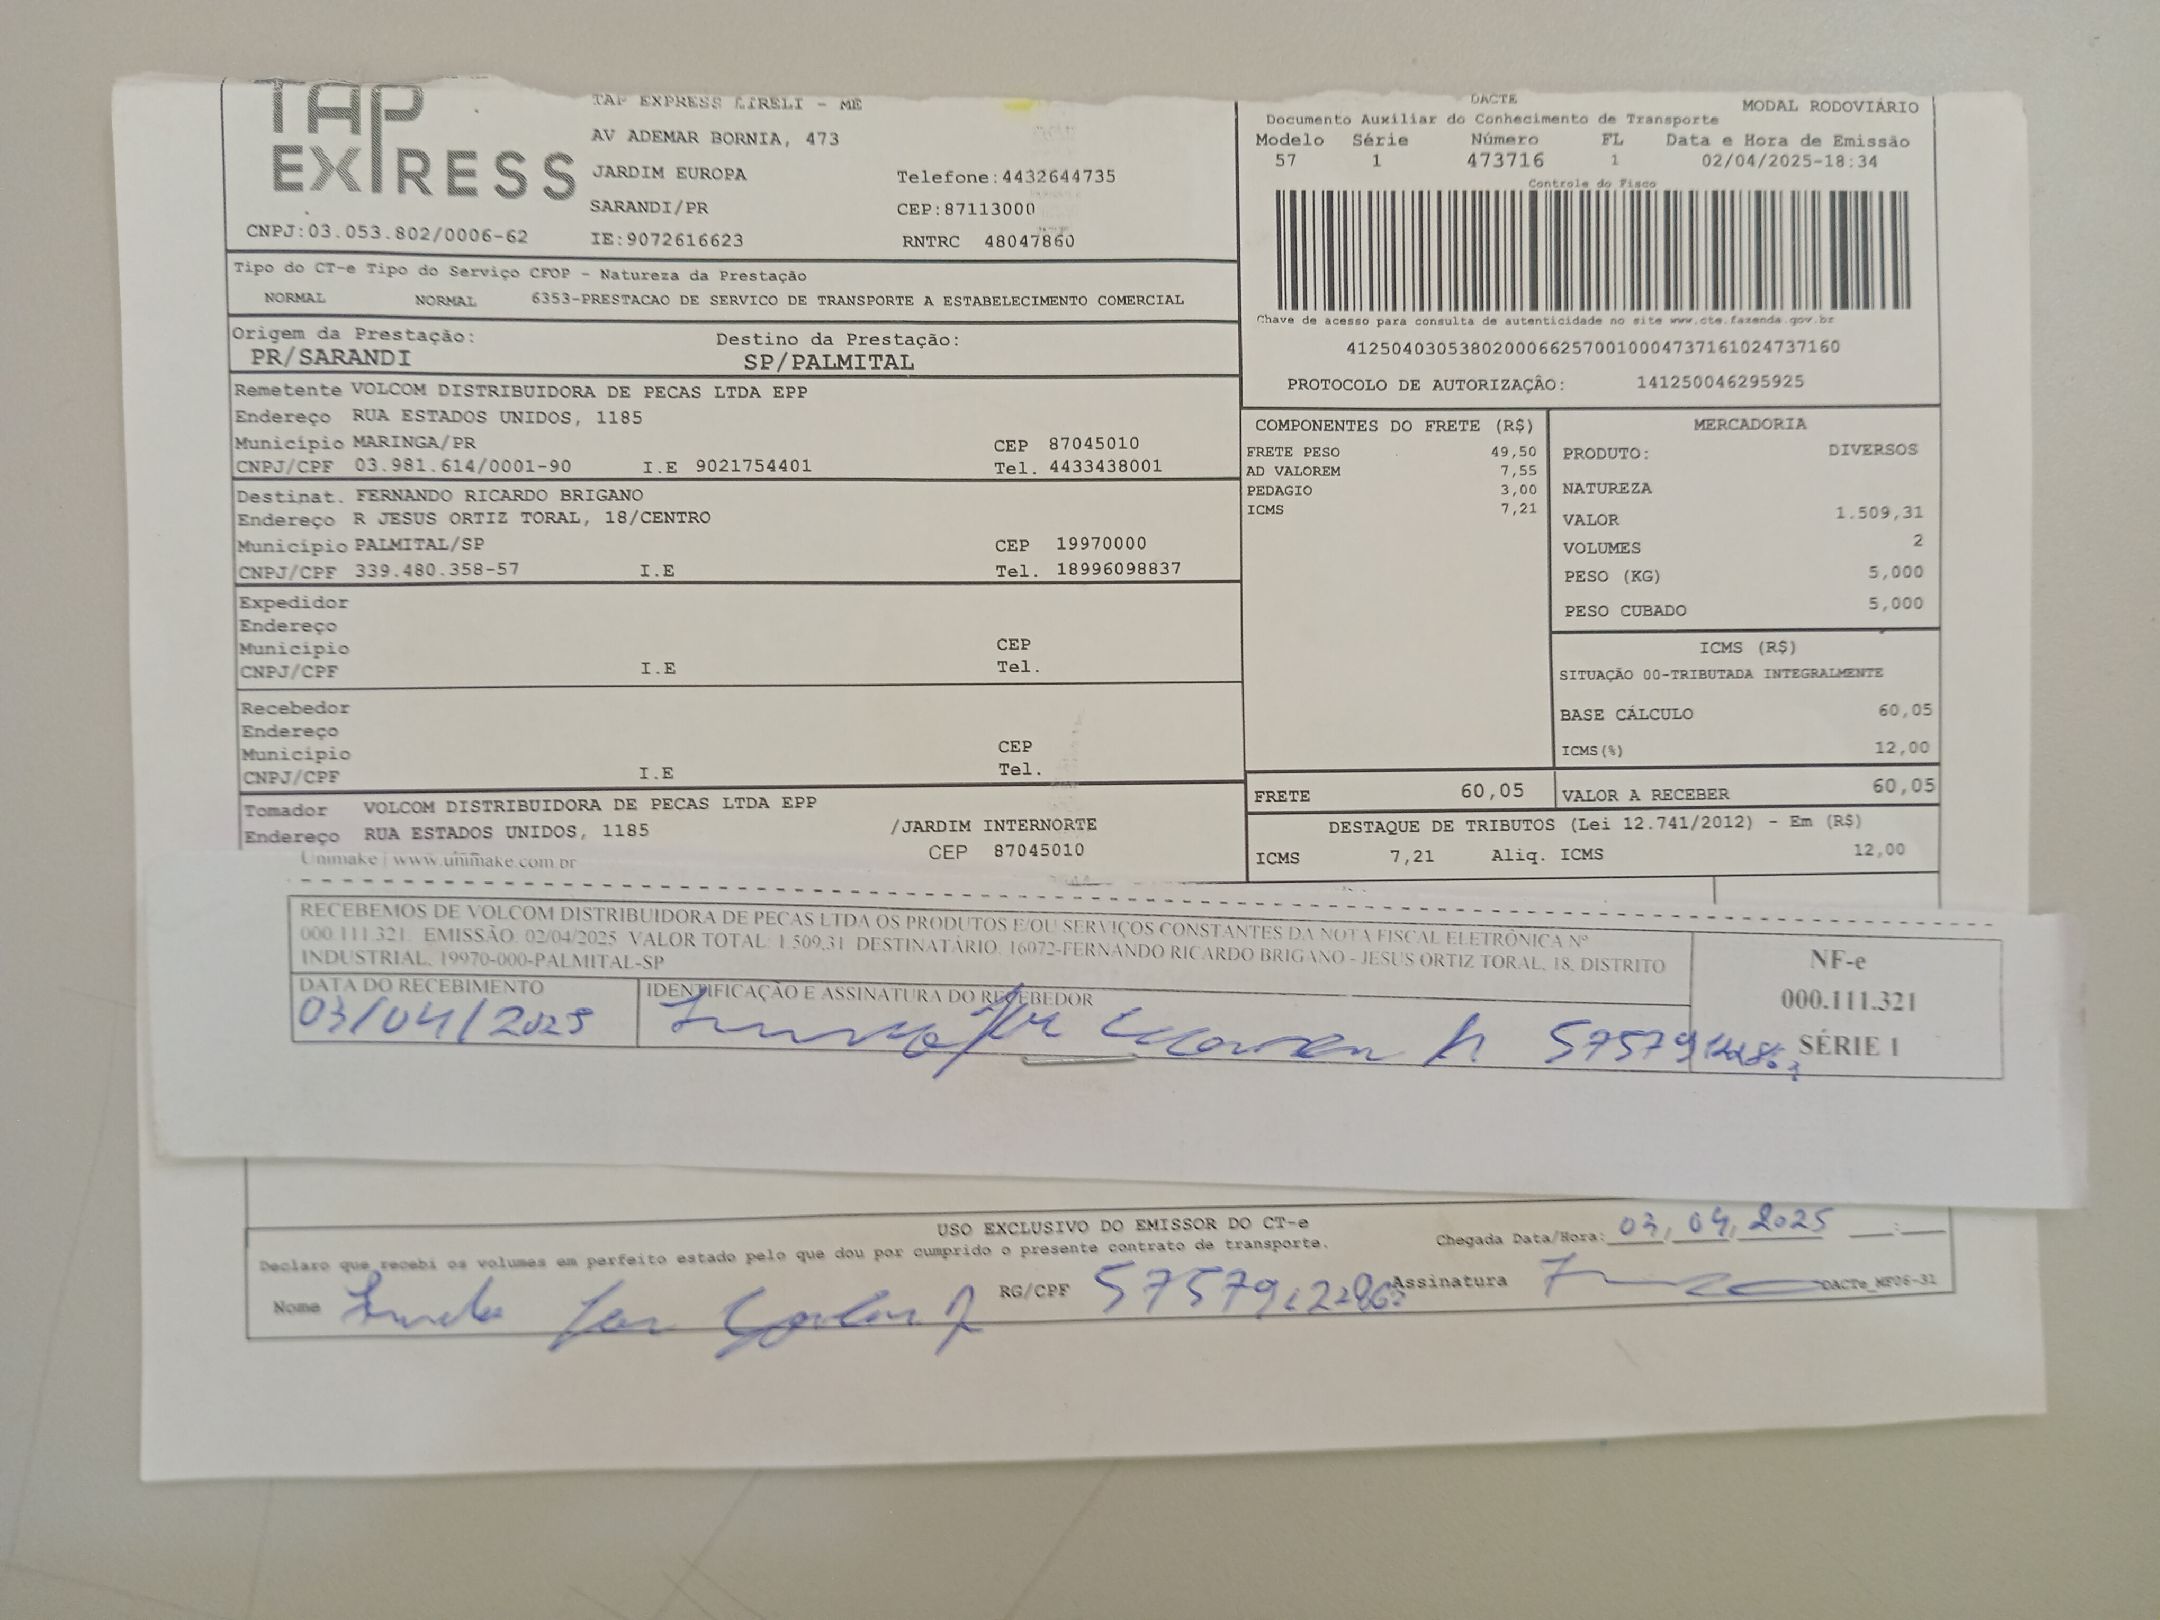 TAP
EXPRESS
TAP EXPRESS EIRELI - ME
AV ADEMAR BORNIA, 473
JARDIM EUROPA
Telefone:4432644735
SARANDI/PR
CEP:87113000
CNPJ:03.053.802/0006-62
IE:9072616623
RNTRC 48047860
DACTE
MODAL RODOVIÁRIO
Documento Auxiliar do Conhecimento de Transporte
Modelo Série Número FL Data e Hora de Emissão
57 1 473716 1 02/04/2025-18:34
Controle do Fisco
Chave de acesso para consulta de autenticidade no site www.cte.fazenda.gov.br
41250403053802000662570010004737161024737160
PROTOCOLO DE AUTORIZAÇÃO: 141250046295925
Tipo do CT-e Tipo do Serviço CFOP - Natureza da Prestação
NORMAL NORMAL 6353-PRESTACAO DE SERVICO DE TRANSPORTE A ESTABELECIMENTO COMERCIAL
Origem da Prestação: Destino da Prestação:
PR/SARANDI SP/PALMITAL
Remetente VOLCOM DISTRIBUIDORA DE PECAS LTDA EPP
Endereço RUA ESTADOS UNIDOS, 1185
Município MARINGA/PR CEP 87045010
CNPJ/CPF 03.981.614/0001-90 I.E 9021754401 Tel. 4433438001
Destinat. FERNANDO RICARDO BRIGANO
Endereço R JESUS ORTIZ TORAL, 18/CENTRO
Município PALMITAL/SP CEP 19970000
CNPJ/CPF 339.480.358-57 I.E Tel. 18996098837
Expedidor
Endereço
Município CEP
CNPJ/CPF I.E Tel.
Recebedor
Endereço
Município CEP
CNPJ/CPF I.E Tel.
Tomador VOLCOM DISTRIBUIDORA DE PECAS LTDA EPP
Endereço RUA ESTADOS UNIDOS, 1185 /JARDIM INTERNORTE
CEP 87045010
COMPONENTES DO FRETE (R$)
FRETE PESO 49,50
AD VALOREM 7,55
PEDAGIO 3,00
ICMS 7,21
MERCADORIA
PRODUTO: DIVERSOS
NATUREZA
VALOR 1.509,31
VOLUMES 2
PESO (KG) 5,000
PESO CUBADO 5,000
ICMS (R$)
SITUAÇÃO 00-TRIBUTADA INTEGRALMENTE
BASE CÁLCULO 60,05
ICMS(%) 12,00
FRETE 60,05 VALOR A RECEBER 60,05
DESTAQUE DE TRIBUTOS (Lei 12.741/2012) - Em (R$)
ICMS 7,21 Aliq. ICMS 12,00
Unimake | www.unimake.com.br
RECEBEMOS DE VOLCOM DISTRIBUIDORA DE PECAS LTDA OS PRODUTOS E/OU SERVIÇOS CONSTANTES DA NOTA FISCAL ELETRÔNICA Nº
000.111.321. EMISSÃO: 02/04/2025 VALOR TOTAL: 1.509,31 DESTINATÁRIO: 16072-FERNANDO RICARDO BRIGANO - JESUS ORTIZ TORAL, 18, DISTRITO
INDUSTRIAL, 19970-000-PALMITAL-SP
DATA DO RECEBIMENTO
03/04/2025
IDENTIFICAÇÃO E ASSINATURA DO RECEBEDOR
NF-e
000.111.321
SÉRIE 1
USO EXCLUSIVO DO EMISSOR DO CT-e
Declaro que recebi os volumes em perfeito estado pelo que dou por cumprido o presente contrato de transporte.
Chegada Data/Hora: 03/04/2025 __:__
Nome
RG/CPF
Assinatura
DACTe_MF06-31